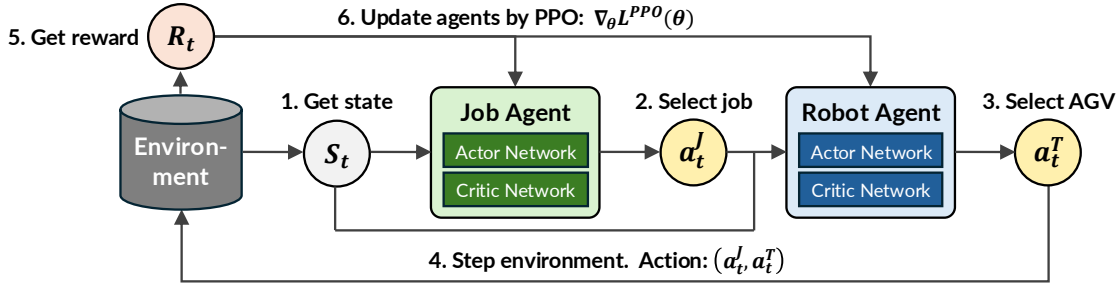 6. Update agents by PPO: ∇_θ L^{PPO}(θ)
5. Get reward
R_t
1. Get state
Job Agent
2. Select job
Robot Agent
3. Select AGV
Environ-
ment
S_t
Actor Network
Critic Network
a_t^J
Actor Network
Critic Network
a_t^T
4. Step environment. Action: (a_t^J, a_t^T)